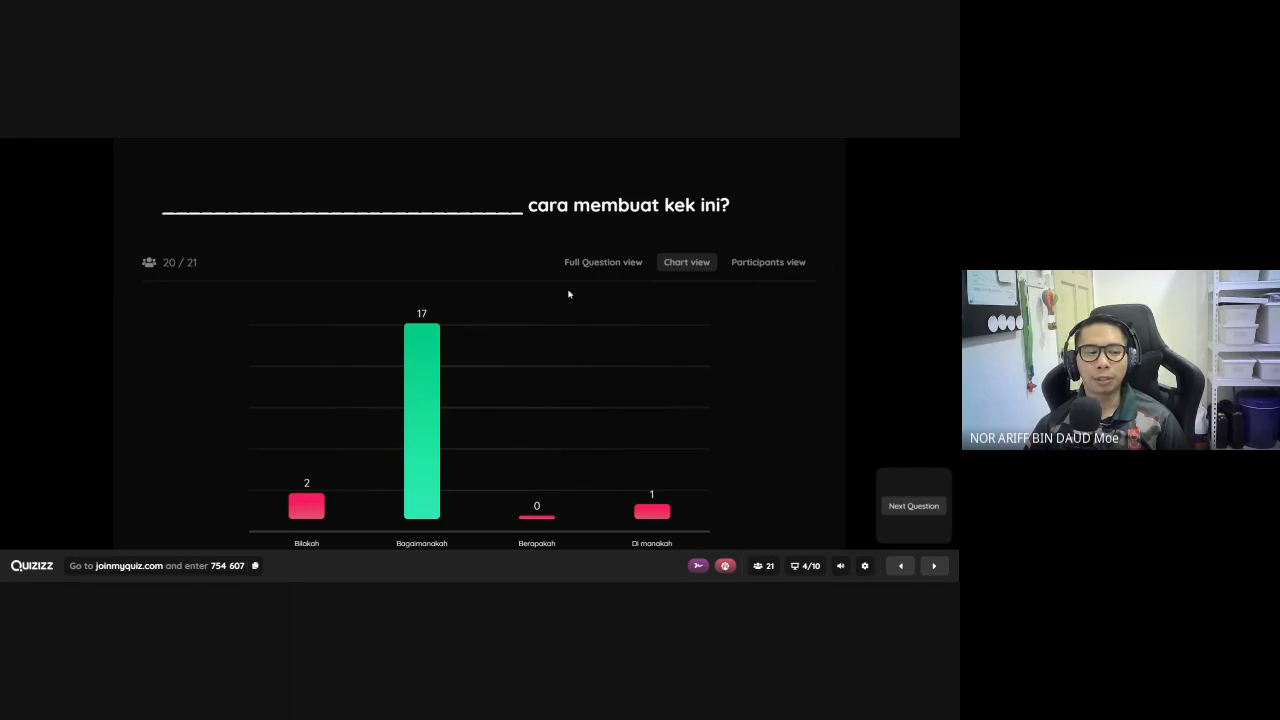 ____________________________ cara membuat kek ini?
20 / 21
Full Question view
Chart view
Participants view
17
2
0
1
Bilakah
Bagaimanakah
Berapakah
Di manakah
Next Question
NOR ARIFF BIN DAUD Moe
QUIZIZZ
Go to joinmyquiz.com and enter 754 607
21
4/10